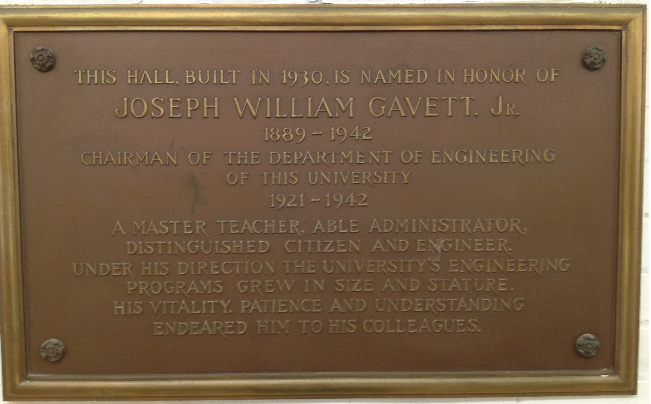 THIS HALL, BUILT IN 1930, IS NAMED IN HONOR OF
JOSEPH WILLIAM GAVETT, JR.
1889 - 1942
CHAIRMAN OF THE DEPARTMENT OF ENGINEERING
OF THIS UNIVERSITY
1921 - 1942
A MASTER TEACHER, ABLE ADMINISTRATOR,
DISTINGUISHED CITIZEN AND ENGINEER.
UNDER HIS DIRECTION THE UNIVERSITY'S ENGINEERING
PROGRAMS GREW IN SIZE AND STATURE.
HIS VITALITY, PATIENCE AND UNDERSTANDING
ENDEARED HIM TO HIS COLLEAGUES.